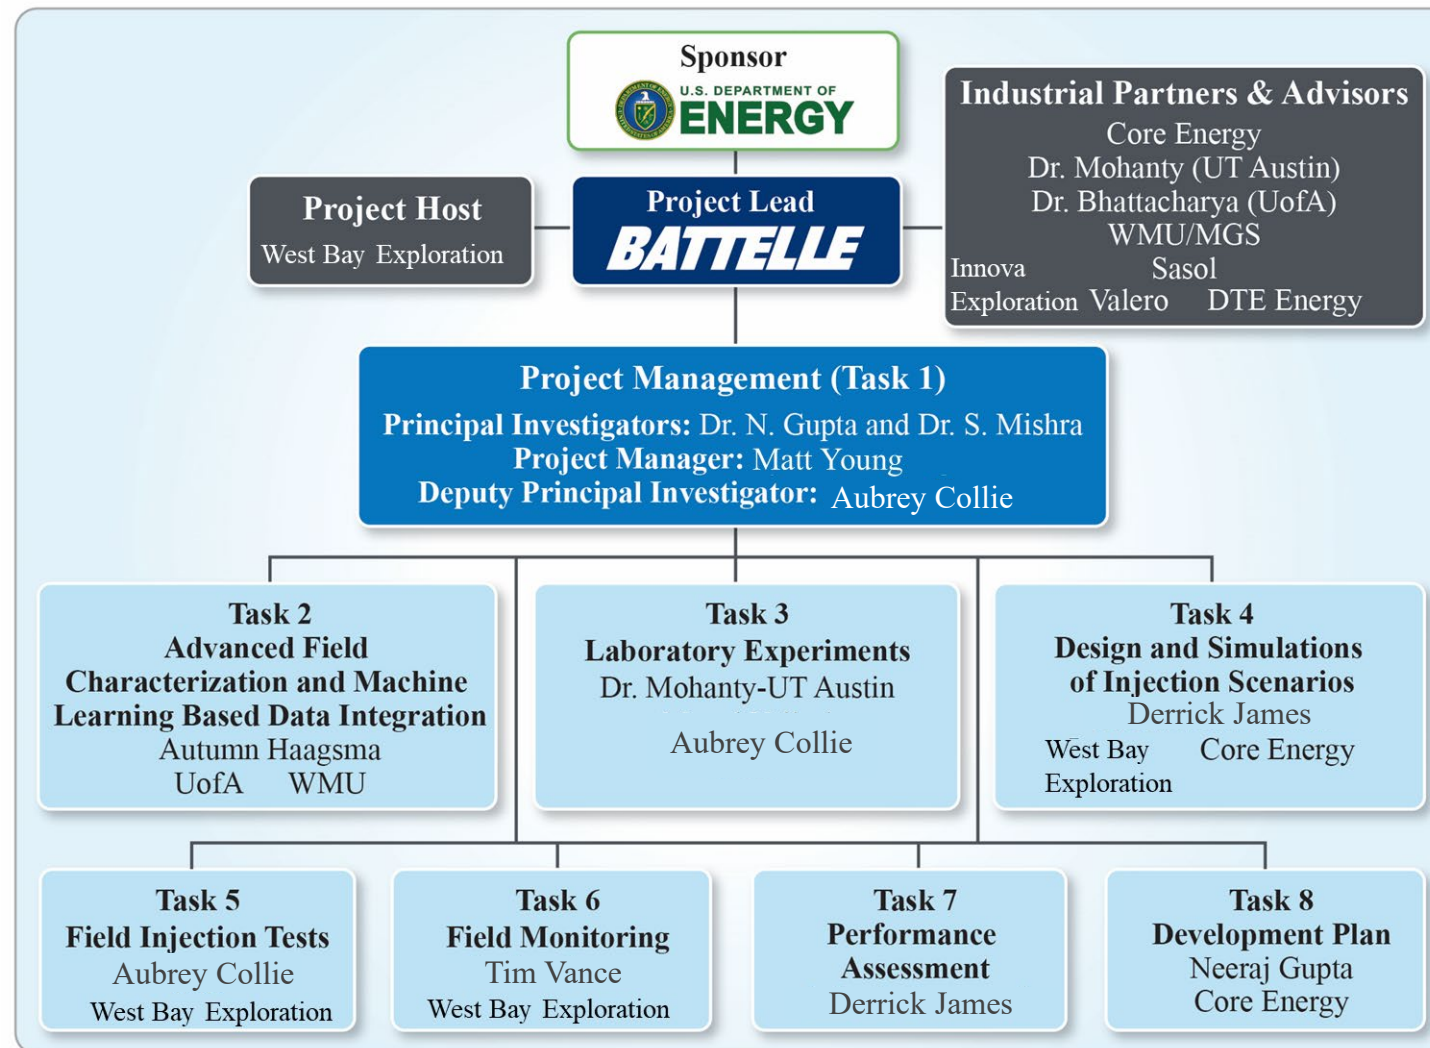 Sponsor
U.S. DEPARTMENT OF
ENERGY
Project Host
West Bay Exploration
Project Lead
BATTELLE
Industrial Partners & Advisors
Core Energy
Dr. Mohanty (UT Austin)
Dr. Bhattacharya (UofA)
WMU/MGS
Innova Sasol
Exploration Valero DTE Energy
Project Management (Task 1)
Principal Investigators: Dr. N. Gupta and Dr. S. Mishra
Project Manager: Matt Young
Deputy Principal Investigator: Aubrey Collie
Task 2
Advanced Field
Characterization and Machine
Learning Based Data Integration
Autumn Haagsma
UofA WMU
Task 3
Laboratory Experiments
Dr. Mohanty-UT Austin
Aubrey Collie
Task 4
Design and Simulations
of Injection Scenarios
Derrick James
West Bay Core Energy
Exploration
Task 5
Field Injection Tests
Aubrey Collie
West Bay Exploration
Task 6
Field Monitoring
Tim Vance
West Bay Exploration
Task 7
Performance
Assessment
Derrick James
Task 8
Development Plan
Neeraj Gupta
Core Energy